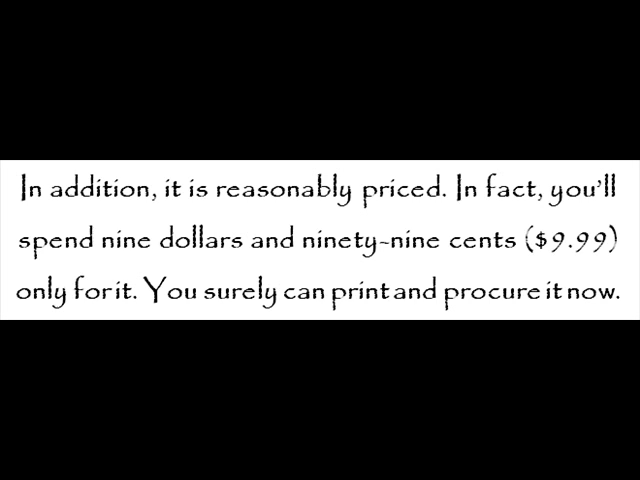 In addition, it is reasonably priced. In fact, you'll
spend nine dollars and ninety-nine cents ($9.99)
only for it. You surely can print and procure it now.